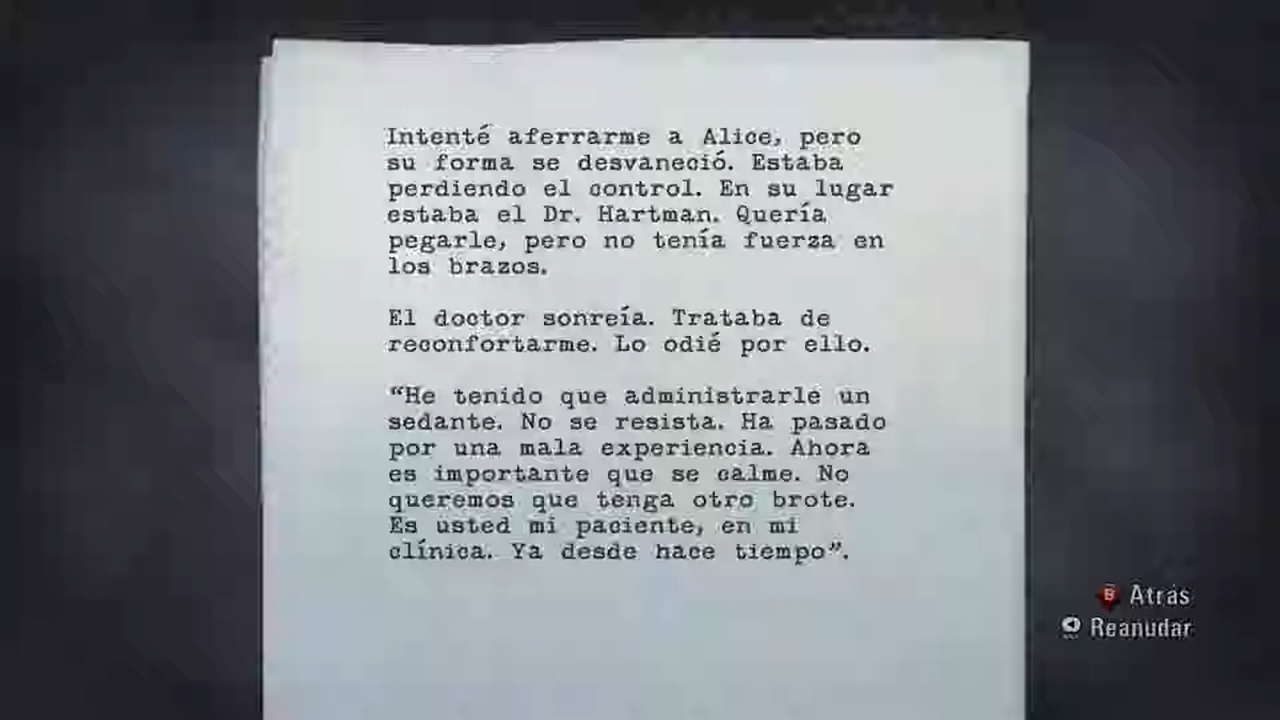 Intenté aferrarme a Alice, pero
su forma se desvaneció. Estaba
perdiendo el control. En su lugar
estaba el Dr. Hartman. Quería
pegarle, pero no tenía fuerza en
los brazos.
El doctor sonreía. Trataba de
reconfortarme. Lo odié por ello.
“He tenido que administrarle un
sedante. No se resista. Ha pasado
por una mala experiencia. Ahora
es importante que se calme. No
queremos que tenga otro brote.
Es usted mi paciente, en mi
clínica. Ya desde hace tiempo”.
B Atrás
Reanudar